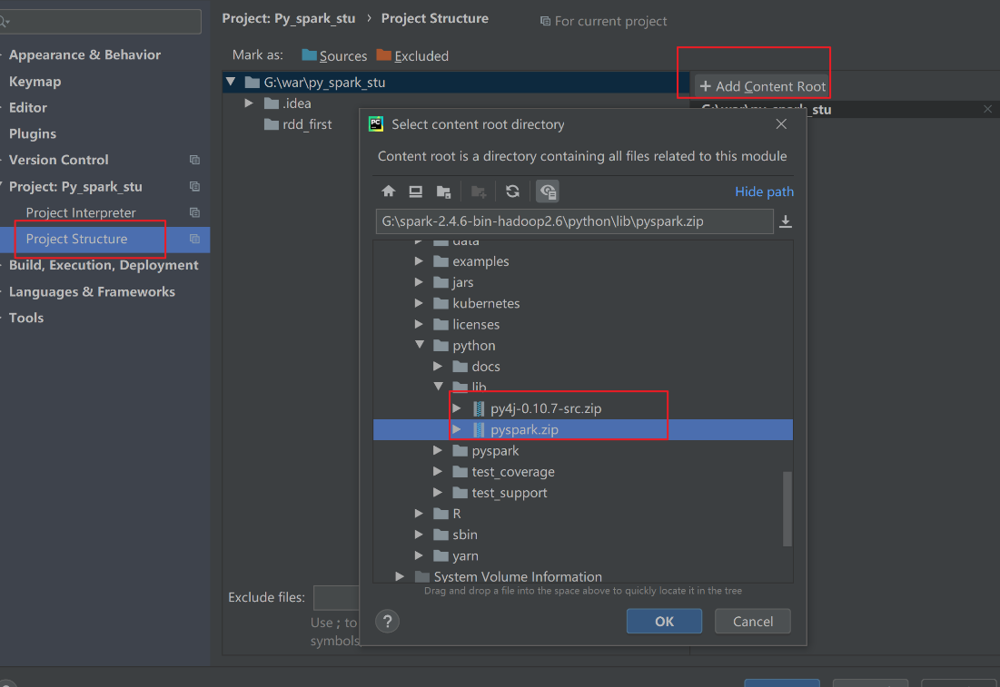 Project: Py_spark_stu › Project Structure
For current project
Appearance & Behavior
Keymap
Editor
Plugins
Version Control
Project: Py_spark_stu
Project Interpreter
Project Structure
Build, Execution, Deployment
Languages & Frameworks
Tools
Mark as: Sources Excluded
G:\war\py_spark_stu
.idea
rdd_first
+ Add Content Root
G:\war\py_spark_stu
PC
Select content root directory
Content root is a directory containing all files related to this module
Hide path
G:\spark-2.4.6-bin-hadoop2.6\python\lib\pyspark.zip
data
examples
jars
kubernetes
licenses
python
docs
lib
py4j-0.10.7-src.zip
pyspark.zip
pyspark
test_coverage
test_support
R
sbin
yarn
System Volume Information
Drag and drop a file into the space above to quickly locate it in the tree
? OK Cancel
Exclude files:
Use ; to
symbols,